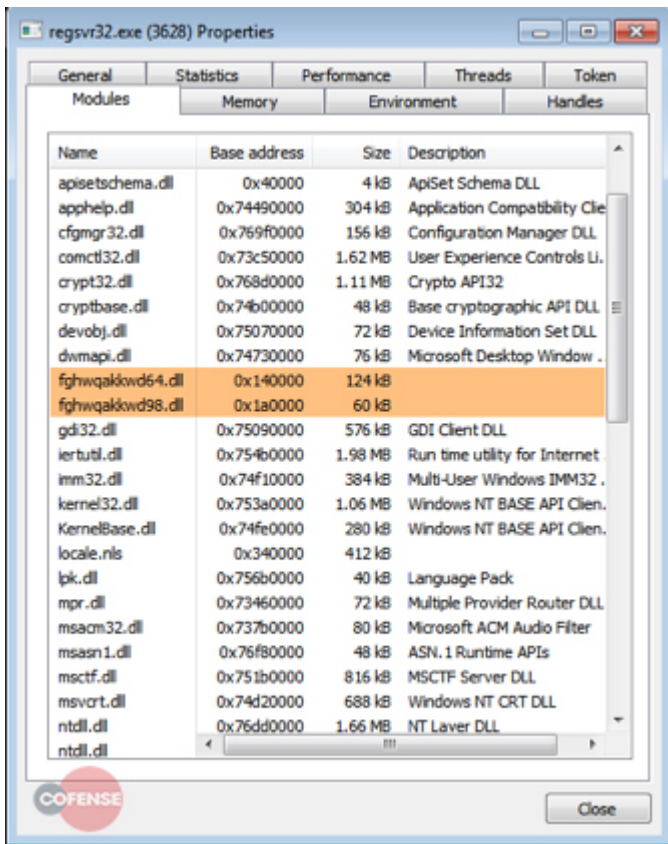 regsvr32.exe (3628) Properties
General Statistics Performance Threads Token
Modules Memory Environment Handles
Name Base address Size Description
apisetschema.dll 0x40000 4 kB ApiSet Schema DLL
apphelp.dll 0x74490000 304 kB Application Compatibility Clie
cfgmgr32.dll 0x769f0000 156 kB Configuration Manager DLL
comctl32.dll 0x73c50000 1.62 MB User Experience Controls Li.
crypt32.dll 0x768d0000 1.11 MB Crypto API32
cryptbase.dll 0x74b00000 48 kB Base cryptographic API DLL
devobj.dll 0x75070000 72 kB Device Information Set DLL
dwmapi.dll 0x74730000 76 kB Microsoft Desktop Window .
fghwqakkwd64.dll 0x140000 124 kB
fghwqakkwd98.dll 0x1a0000 60 kB
gdi32.dll 0x75090000 576 kB GDI Client DLL
iertutil.dll 0x754b0000 1.98 MB Run time utility for Internet .
imm32.dll 0x74f10000 384 kB Multi-User Windows IMM32 .
kernel32.dll 0x753a0000 1.06 MB Windows NT BASE API Clien.
KernelBase.dll 0x74fe0000 280 kB Windows NT BASE API Clien.
locale.nls 0x340000 412 kB
lpk.dll 0x756b0000 40 kB Language Pack
mpr.dll 0x73460000 72 kB Multiple Provider Router DLL
msacm32.dll 0x737b0000 80 kB Microsoft ACM Audio Filter
msasn1.dll 0x76f80000 48 kB ASN.1 Runtime APIs
msctf.dll 0x751b0000 816 kB MSCTF Server DLL
msvcrt.dll 0x74d20000 688 kB Windows NT CRT DLL
ntdll.dll 0x76dd0000 1.66 MB NT Layer DLL
ntdll.dll
COFENSE
Close